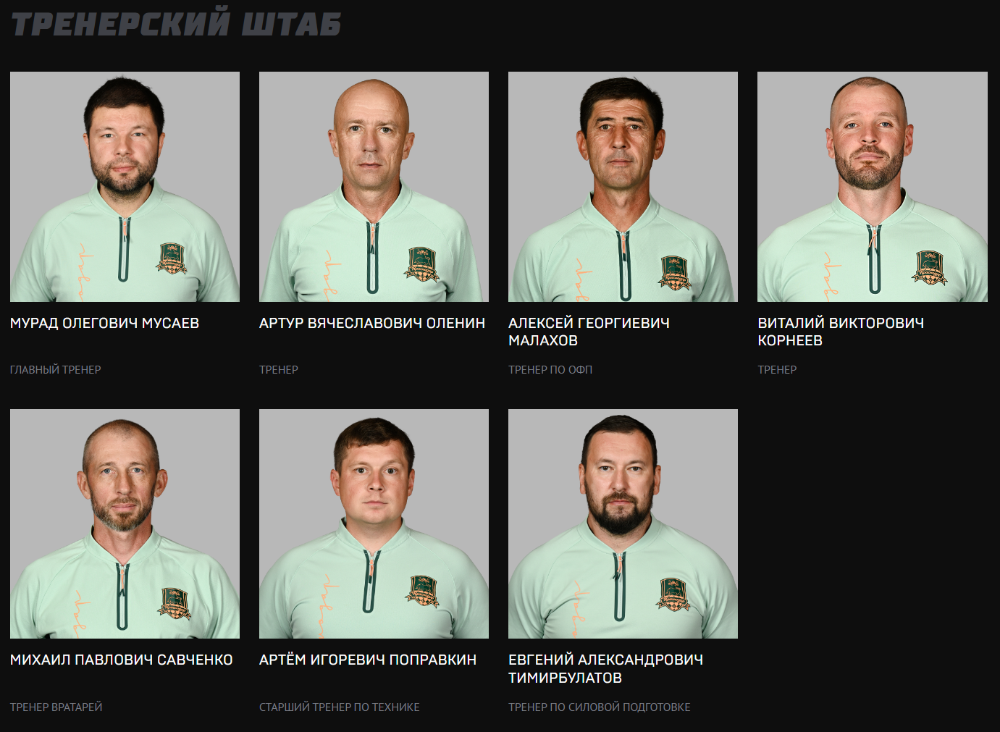 ТРЕНЕРСКИЙ ШТАБ
МУРАД ОЛЕГОВИЧ МУСАЕВ
ГЛАВНЫЙ ТРЕНЕР
АРТУР ВЯЧЕСЛАВОВИЧ ОЛЕНИН
ТРЕНЕР
АЛЕКСЕЙ ГЕОРГИЕВИЧ
МАЛАХОВ
ТРЕНЕР ПО ОФП
ВИТАЛИЙ ВИКТОРОВИЧ
КОРНЕЕВ
ТРЕНЕР
МИХАИЛ ПАВЛОВИЧ САВЧЕНКО
ТРЕНЕР ВРАТАРЕЙ
АРТЁМ ИГОРЕВИЧ ПОПРАВКИН
СТАРШИЙ ТРЕНЕР ПО ТЕХНИКЕ
ЕВГЕНИЙ АЛЕКСАНДРОВИЧ
ТИМИРБУЛАТОВ
ТРЕНЕР ПО СИЛОВОЙ ПОДГОТОВКЕ